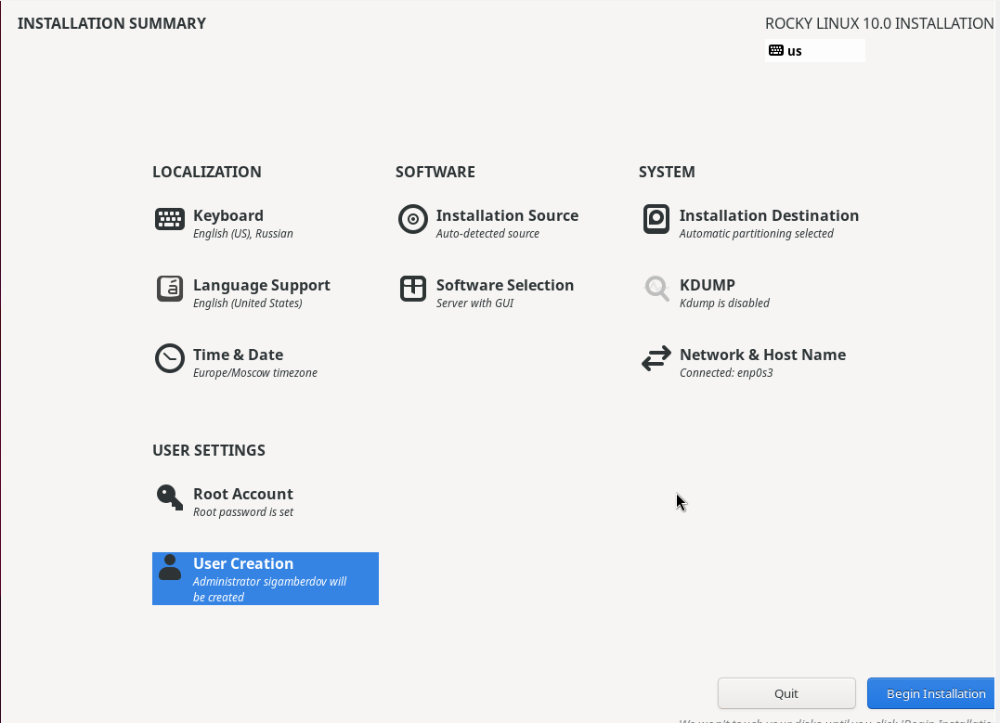 INSTALLATION SUMMARY
ROCKY LINUX 10.0 INSTALLATION
us
LOCALIZATION
Keyboard
English (US), Russian
Language Support
English (United States)
Time & Date
Europe/Moscow timezone
SOFTWARE
Installation Source
Auto-detected source
Software Selection
Server with GUI
SYSTEM
Installation Destination
Automatic partitioning selected
KDUMP
Kdump is disabled
Network & Host Name
Connected: enp0s3
USER SETTINGS
Root Account
Root password is set
User Creation
Administrator sigamberdov will
be created
Quit
Begin Installation
We won't touch your disks until you click 'Begin Installatio